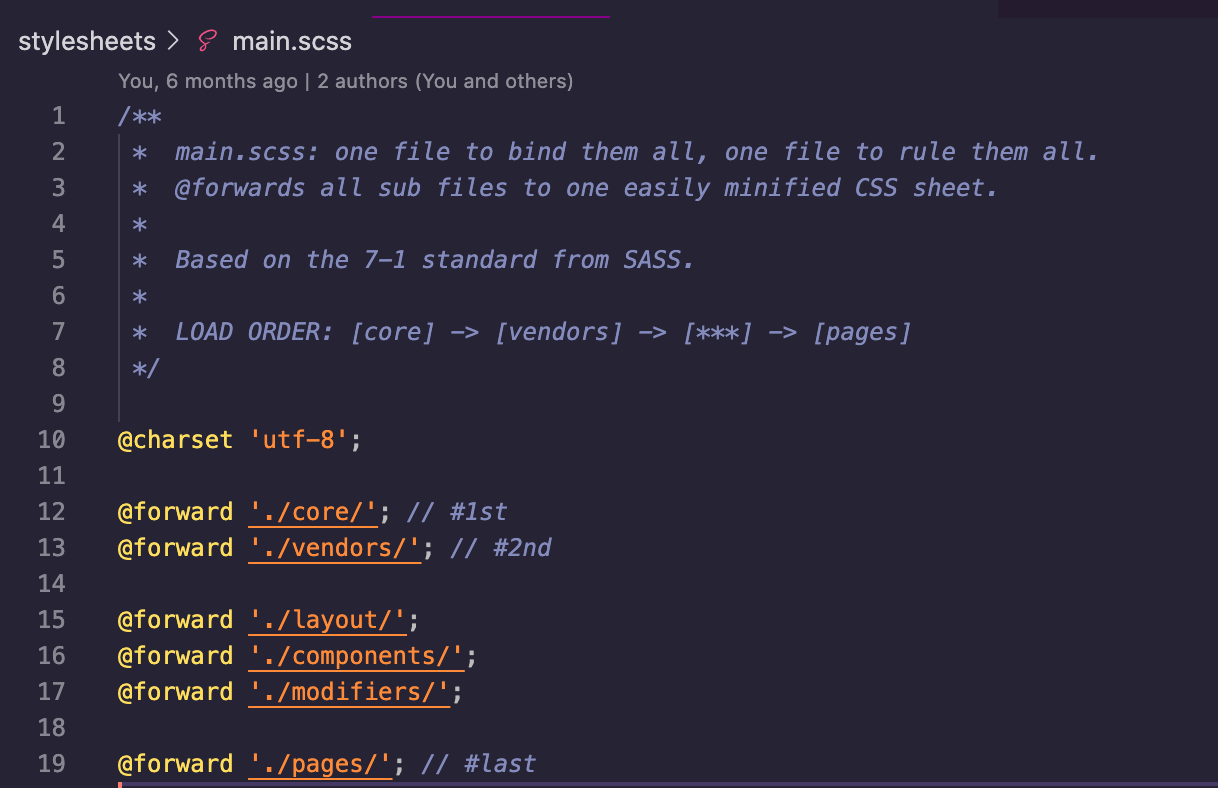 stylesheets > main.scss
You, 6 months ago | 2 authors (You and others)
1 /**
2  *  main.scss: one file to bind them all, one file to rule them all.
3  *  @forwards all sub files to one easily minified CSS sheet.
4  *
5  *  Based on the 7-1 standard from SASS.
6  *
7  *  LOAD ORDER: [core] -> [vendors] -> [***] -> [pages]
8  */
9
10 @charset 'utf-8';
11
12 @forward './core/'; // #1st
13 @forward './vendors/'; // #2nd
14
15 @forward './layout/';
16 @forward './components/';
17 @forward './modifiers/';
18
19 @forward './pages/'; // #last